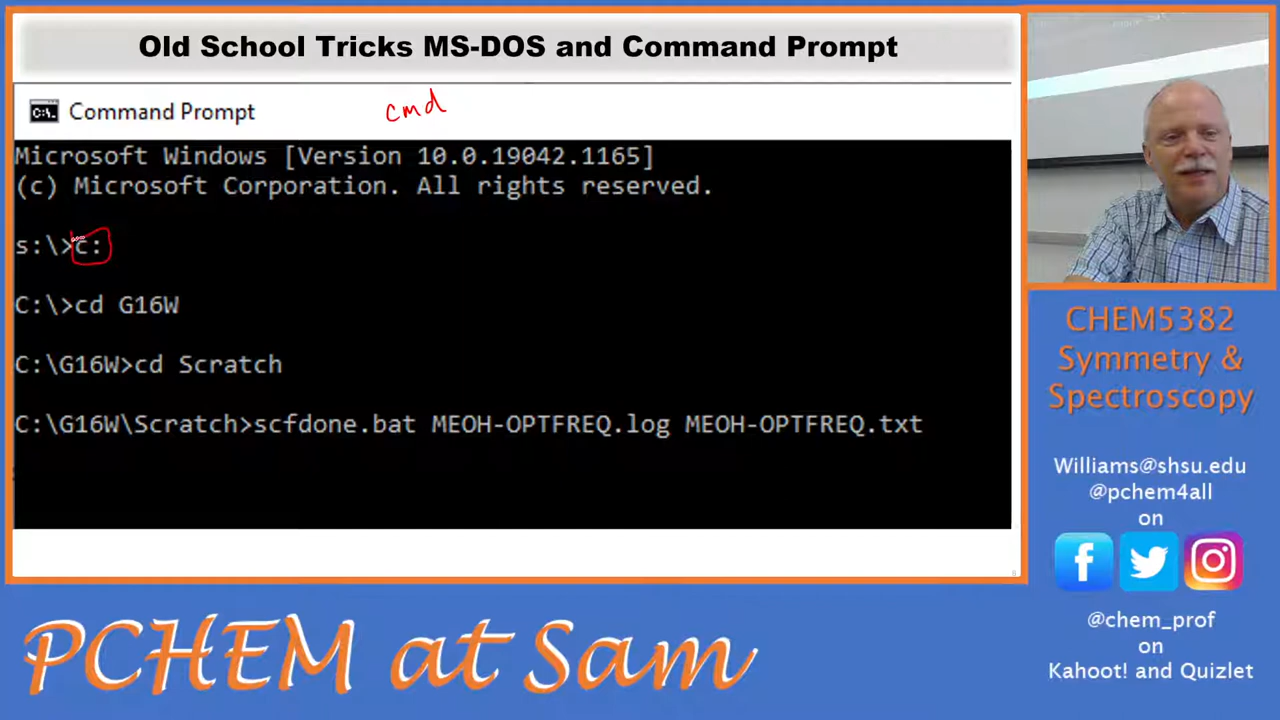 Old School Tricks MS-DOS and Command Prompt
C:\. Command Prompt
cmd
Microsoft Windows [Version 10.0.19042.1165]
(c) Microsoft Corporation. All rights reserved.
s:\>c:
C:\>cd G16W
C:\G16W>cd Scratch
C:\G16W\Scratch>scfdone.bat MEOH-OPTFREQ.log MEOH-OPTFREQ.txt
CHEM5382
Symmetry &
Spectroscopy
Williams@shsu.edu
@pchem4all
on
@chem_prof
on
Kahoot! and Quizlet
PCHEM at Sam